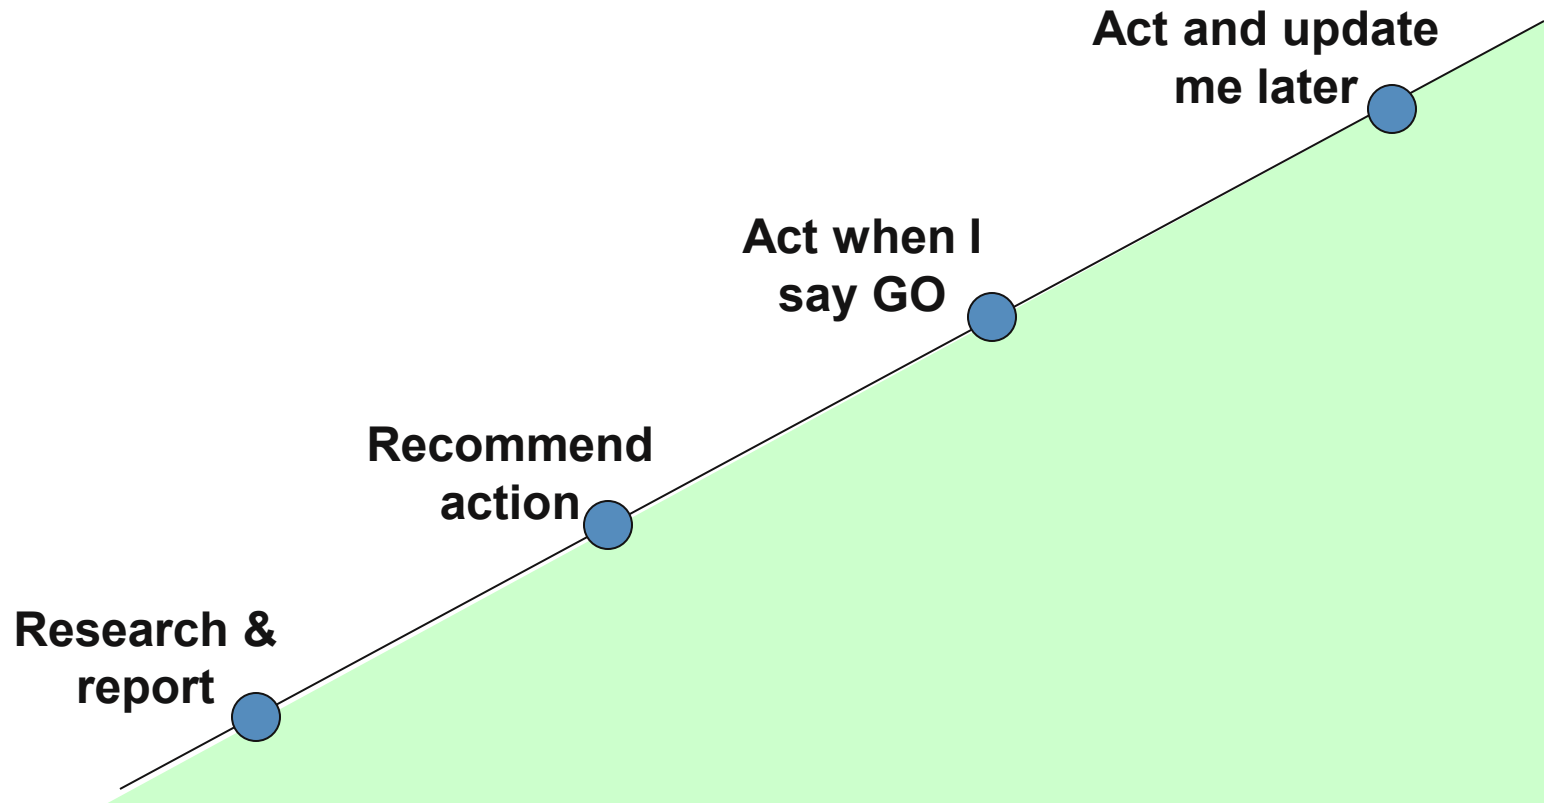 Act and update
me later
Act when I
say GO
Recommend
action
Research &
report